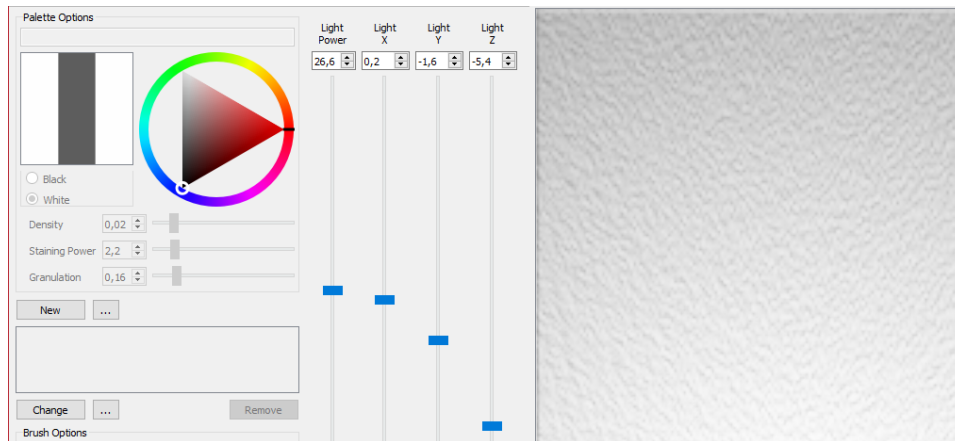 Palette Options
Light Power
Light X
Light Y
Light Z
26,6
0,2
-1,6
-5,4
Black
White
Density
0,02
Staining Power
2,2
Granulation
0,16
New
...
Change
...
Remove
Brush Options